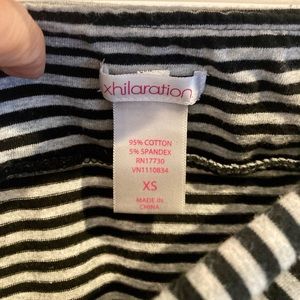 xhilaration
95% COTTON
5% SPANDEX
RN17730
VN1110834
XS
MADE IN
CHINA